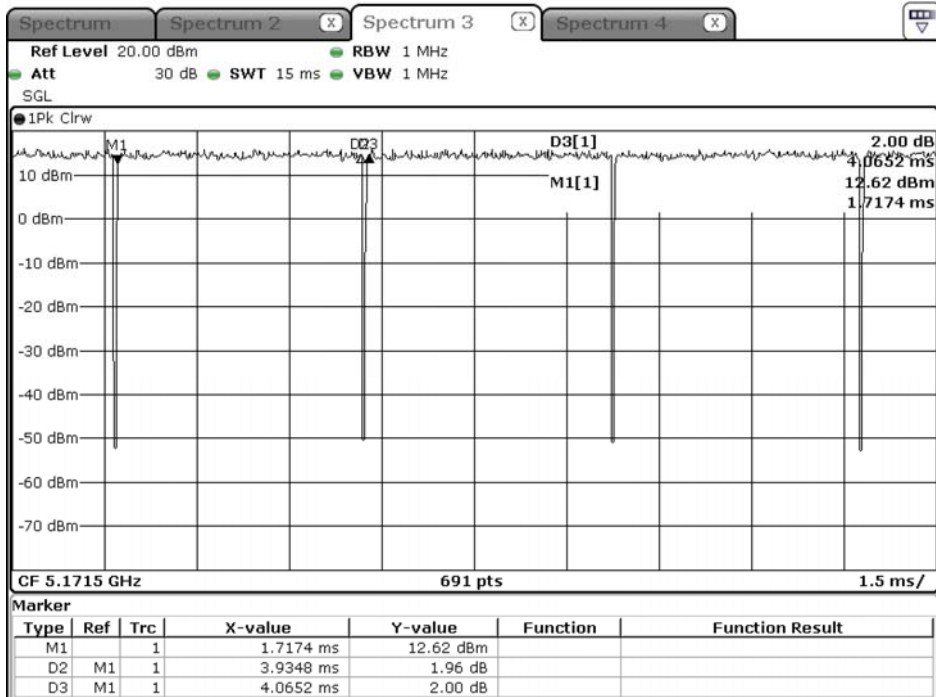 Spectrum Spectrum 2 X Spectrum 3 X Spectrum 4 X
Ref Level 20.00 dBm RBW 1 MHz
Att 30 dB SWT 15 ms VBW 1 MHz
SGL
1Pk Clrw
M1 D2 D3 D3[1] 2.00 dB
4.0652 ms
10 dBm M1[1] 12.62 dBm
1.7174 ms
0 dBm
-10 dBm
-20 dBm
-30 dBm
-40 dBm
-50 dBm
-60 dBm
-70 dBm
CF 5.1715 GHz 691 pts 1.5 ms/
Marker
Type Ref Trc X-value Y-value Function Function Result
M1 1 1.7174 ms 12.62 dBm
D2 M1 1 3.9348 ms 1.96 dB
D3 M1 1 4.0652 ms 2.00 dB